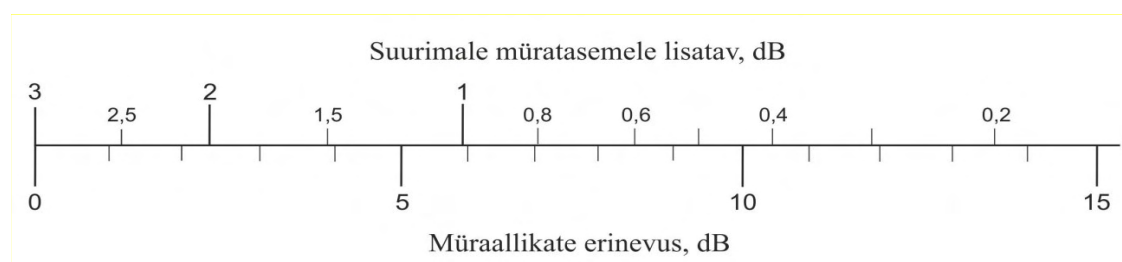 Suurimale müratasemele lisatav, dB
3 2 1
2,5 1,5 0,8 0,6 0,4 0,2
0 5 10 15
Müraallikate erinevus, dB